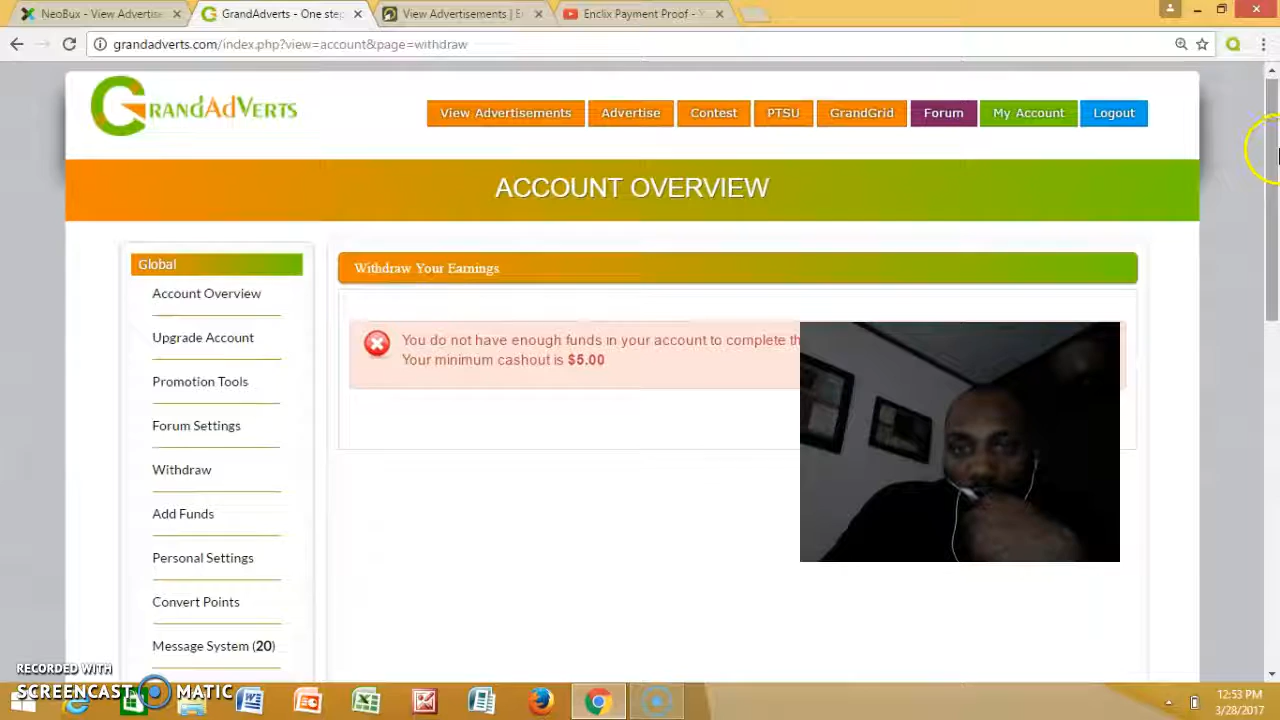 NeoBux - View Advertise
GrandAdverts - One step
View Advertisements | E
Enclix Payment Proof - Y
grandadverts.com/index.php?view=account&page=withdraw
GRANDADVERTS
View Advertisements
Advertise
Contest
PTSU
GrandGrid
Forum
My Account
Logout
ACCOUNT OVERVIEW
Global
Account Overview
Upgrade Account
Promotion Tools
Forum Settings
Withdraw
Add Funds
Personal Settings
Convert Points
Message System (20)
Withdraw Your Earnings
You do not have enough funds in your account to complete th
Your minimum cashout is $5.00
RECORDED WITH
SCREENCAST MATIC
12:53 PM
3/28/2017